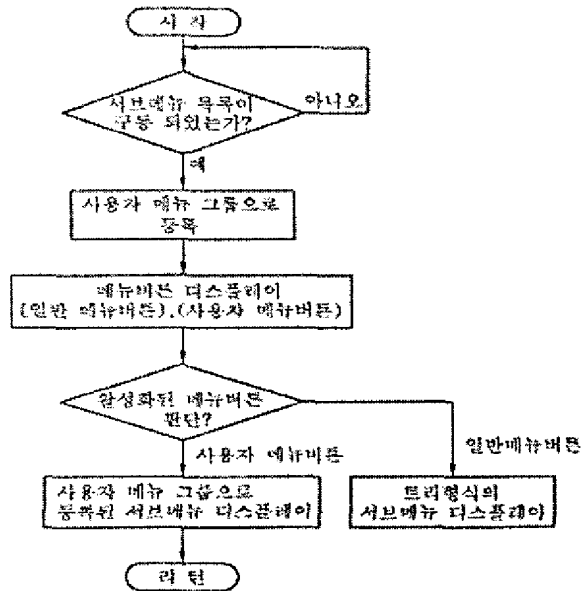 시 작
서브메뉴 목록이
구동 되었는가?
아니오
예
사용자 메뉴 그룹으로
등록
메뉴버튼 디스플레이
(일반 메뉴버튼),(사용자 메뉴버튼)
활성화된 메뉴버튼
판단?
사용자 메뉴버튼
일반메뉴버튼
사용자 메뉴 그룹으로
등록된 서브메뉴 디스플레이
트리형식의
서브메뉴 디스플레이
리 턴